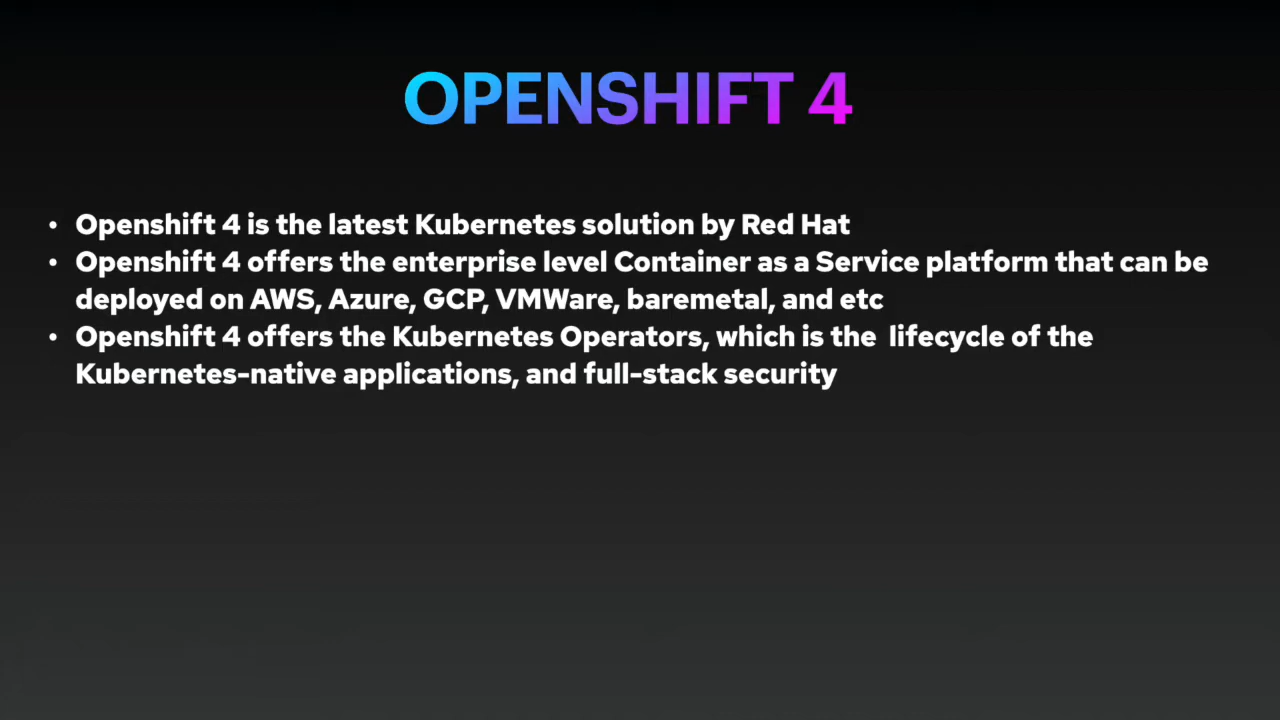 OPENSHIFT 4
• Openshift 4 is the latest Kubernetes solution by Red Hat
• Openshift 4 offers the enterprise level Container as a Service platform that can be
deployed on AWS, Azure, GCP, VMWare, baremetal, and etc
• Openshift 4 offers the Kubernetes Operators, which is the  lifecycle of the
Kubernetes-native applications, and full-stack security